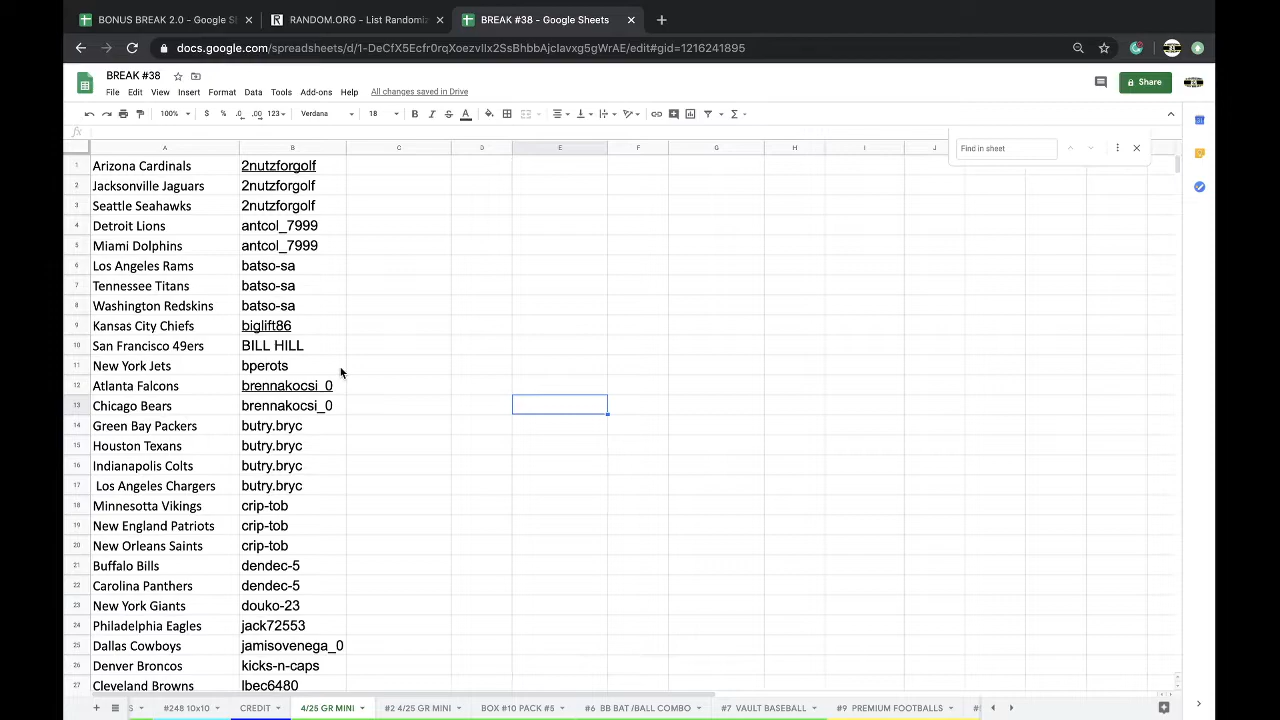 BONUS BREAK 2.0 - Google Sh
RANDOM.ORG - List Randomiz
BREAK #38 - Google Sheets
docs.google.com/spreadsheets/d/1-DeCfX5Ecfr0rqXoezvIlx2SsBhbbAjclavxg5gWrAE/edit#gid=1216241895
BREAK #38
File Edit View Insert Format Data Tools Add-ons Help All changes saved in Drive
Share
100% $ % .0 .00 123 Verdana 18 B I S A
fx
Find in sheet
A B C D E F G H I J
1 Arizona Cardinals 2nutzforgolf
2 Jacksonville Jaguars 2nutzforgolf
3 Seattle Seahawks 2nutzforgolf
4 Detroit Lions antcol_7999
5 Miami Dolphins antcol_7999
6 Los Angeles Rams batso-sa
7 Tennessee Titans batso-sa
8 Washington Redskins batso-sa
9 Kansas City Chiefs biglift86
10 San Francisco 49ers BILL HILL
11 New York Jets bperots
12 Atlanta Falcons brennakocsi_0
13 Chicago Bears brennakocsi_0
14 Green Bay Packers butry.bryc
15 Houston Texans butry.bryc
16 Indianapolis Colts butry.bryc
17 Los Angeles Chargers butry.bryc
18 Minnesotta Vikings crip-tob
19 New England Patriots crip-tob
20 New Orleans Saints crip-tob
21 Buffalo Bills dendec-5
22 Carolina Panthers dendec-5
23 New York Giants douko-23
24 Philadelphia Eagles jack72553
25 Dallas Cowboys jamisovenega_0
26 Denver Broncos kicks-n-caps
27 Cleveland Browns lbec6480
S #248 10x10 CREDIT 4/25 GR MINI #2 4/25 GR MINI BOX #10 PACK #5 #6 BB BAT /BALL COMBO #7 VAULT BASEBALL #9 PREMIUM FOOTBALLS